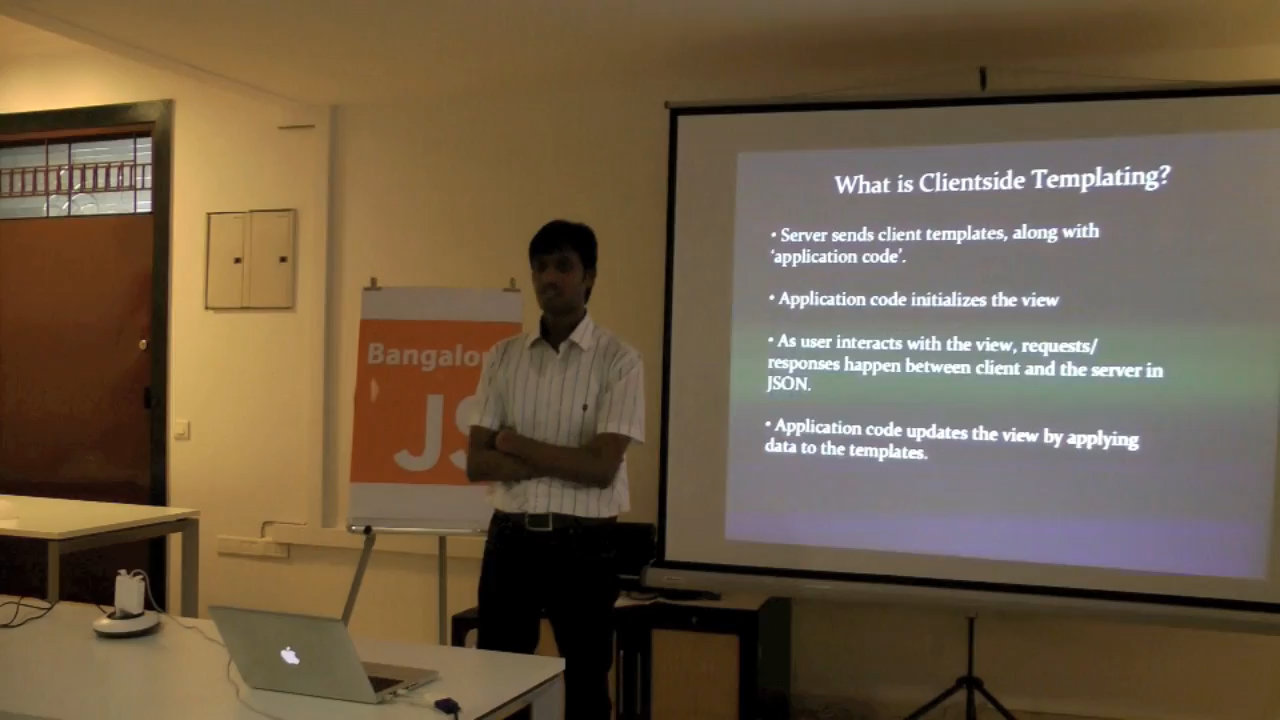 Bangalo
JS
What is Clientside Templating?
• Server sends client templates, along with
'application code'.
• Application code initializes the view
• As user interacts with the view, requests/
responses happen between client and the server in
JSON.
• Application code updates the view by applying
data to the templates.